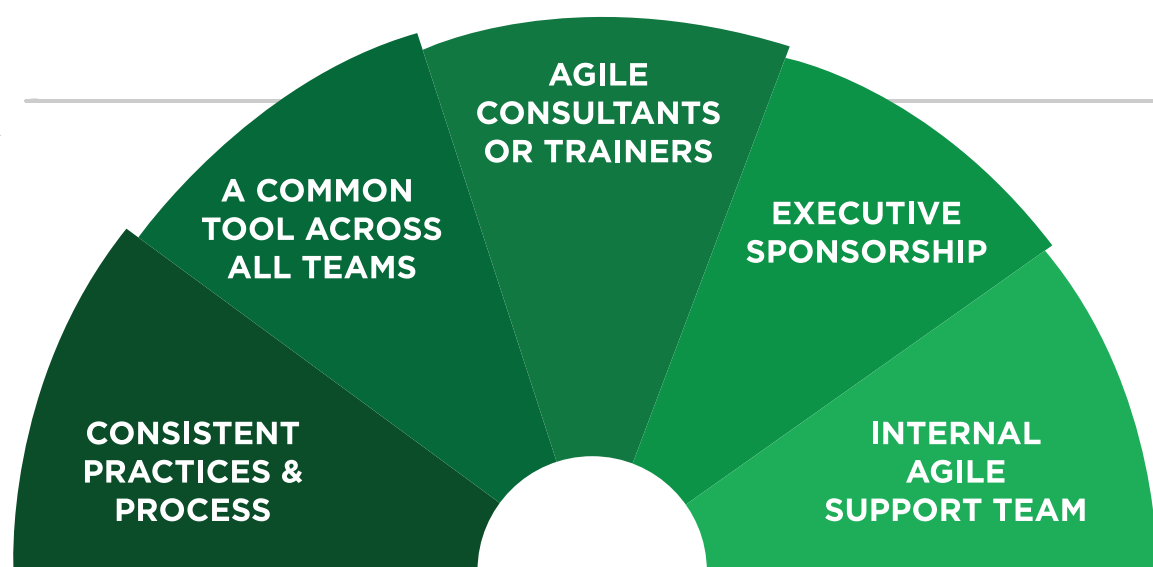 CONSISTENT
PRACTICES &
PROCESS
A COMMON
TOOL ACROSS
ALL TEAMS
AGILE
CONSULTANTS
OR TRAINERS
EXECUTIVE
SPONSORSHIP
INTERNAL
AGILE
SUPPORT TEAM